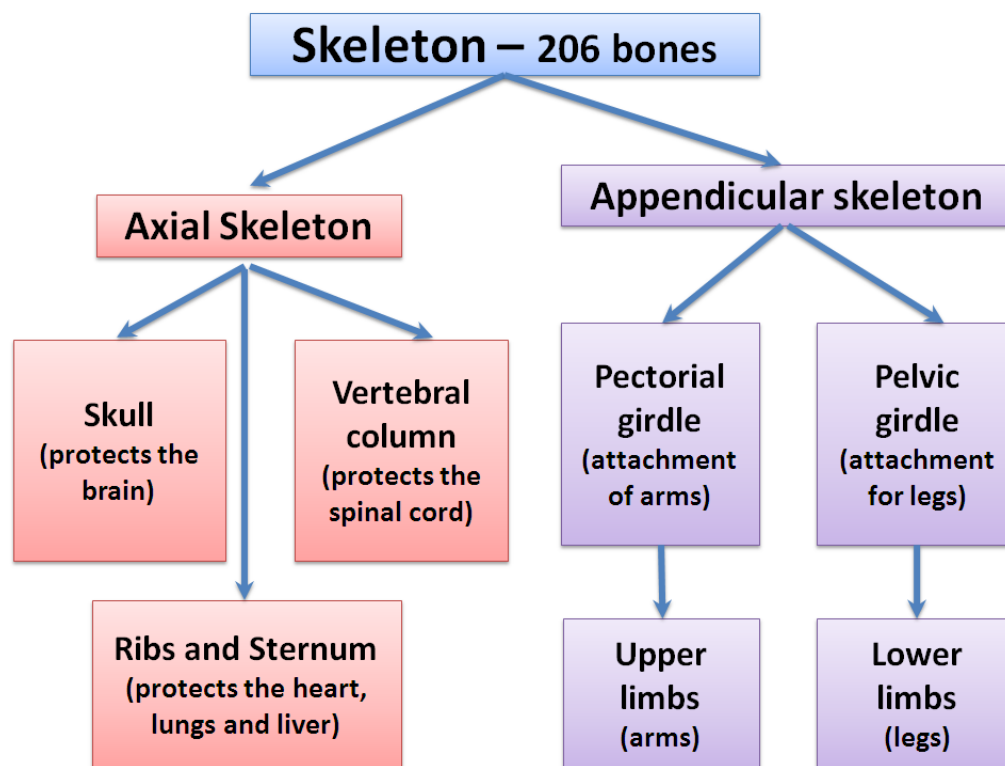 Skeleton – 206 bones
Axial Skeleton
Appendicular skeleton
Skull
(protects the
brain)
Vertebral
column
(protects the
spinal cord)
Ribs and Sternum
(protects the heart,
lungs and liver)
Pectorial
girdle
(attachment
of arms)
Pelvic
girdle
(attachment
for legs)
Upper
limbs
(arms)
Lower
limbs
(legs)